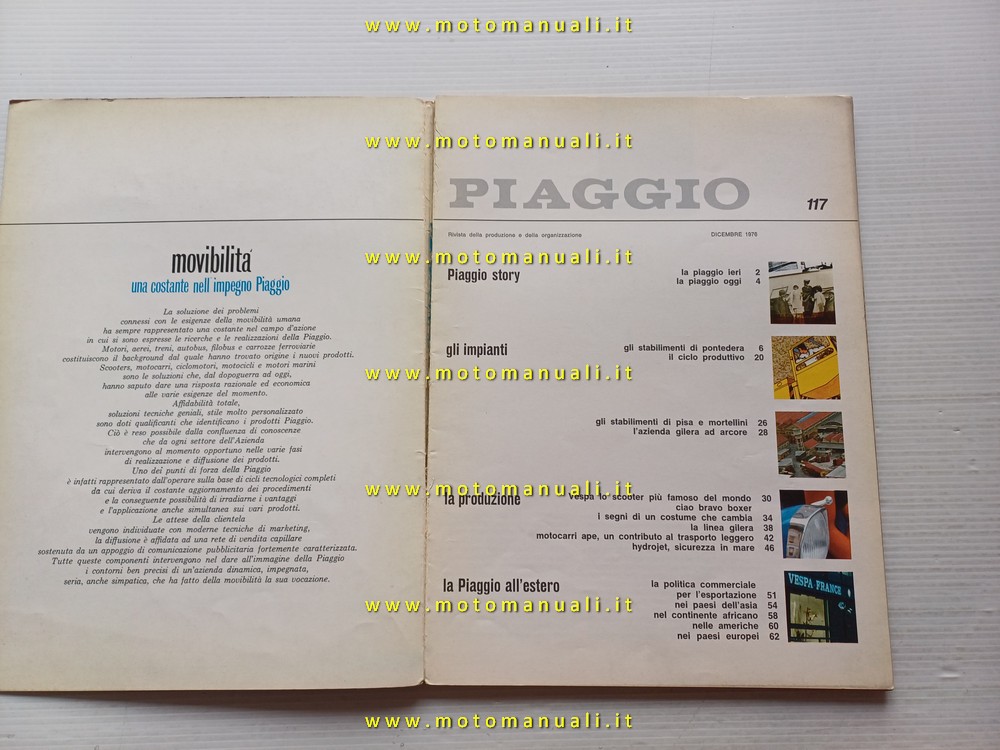 www.motomanuali.it
www.motomanuali.it
www.motomanuali.it
www.motomanuali.it
www.motomanuali.it
www.motomanuali.it
www.motomanuali.it
movibilità
una costante nell'impegno Piaggio
La soluzione dei problemi
connessi con le esigenze della movibilità umana
ha sempre rappresentato una costante nel campo d'azione
in cui si sono espresse le ricerche e le realizzazioni della Piaggio.
Motori, aerei, treni, autobus, filobus e carrozze ferroviarie
costituiscono il background dal quale hanno trovato origine i nuovi prodotti.
Scooters, motocarri, ciclomotori, motocicli e motori marini
sono le soluzioni che, dal dopoguerra ad oggi,
hanno saputo dare una risposta razionale ed economica
alle varie esigenze del momento.
Affidabilità totale,
soluzioni tecniche geniali, stile molto personalizzato
sono doti qualificanti che identificano i prodotti Piaggio.
Ciò è reso possibile dalla confluenza di conoscenze
che da ogni settore dell'Azienda
intervengono al momento opportuno nelle varie fasi
di realizzazione e diffusione dei prodotti.
Uno dei punti di forza della Piaggio
è infatti rappresentato dall'operare sulla base di cicli tecnologici completi
da cui deriva il costante aggiornamento dei procedimenti
e la conseguente possibilità di irradiarne i vantaggi
e l'applicazione anche simultanea sui vari prodotti.
Le attese della clientela
vengono individuate con moderne tecniche di marketing,
la diffusione è affidata ad una rete di vendita capillare
sostenuta da un appoggio di comunicazione pubblicitaria fortemente caratterizzata.
Tutte queste componenti intervengono nel dare all'immagine della Piaggio
i contorni ben precisi di un'azienda dinamica, impegnata,
seria, anche simpatica, che ha fatto della movibilità la sua vocazione.
PIAGGIO 117
Rivista della produzione e della organizzazione DICEMBRE 1976
Piaggio story
la piaggio ieri 2
la piaggio oggi 4
gli impianti
gli stabilimenti di pontedera 6
il ciclo produttivo 20
gli stabilimenti di pisa e mortellini 26
l'azienda gilera ad arcore 28
la produzione
Vespa lo scooter più famoso del mondo 30
ciao bravo boxer
i segni di un costume che cambia 34
la linea gilera 38
motocarri ape, un contributo al trasporto leggero 42
hydrojet, sicurezza in mare 46
la Piaggio all'estero
la politica commerciale
per l'esportazione 51
nei paesi dell'asia 54
nel continente africano 58
nelle americhe 60
nei paesi europei 62
VESPA-FRANCE